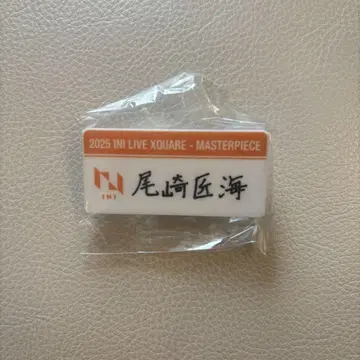 2025 INI LIVE XQUARE - MASTERPIECE
INI
尾崎匠海